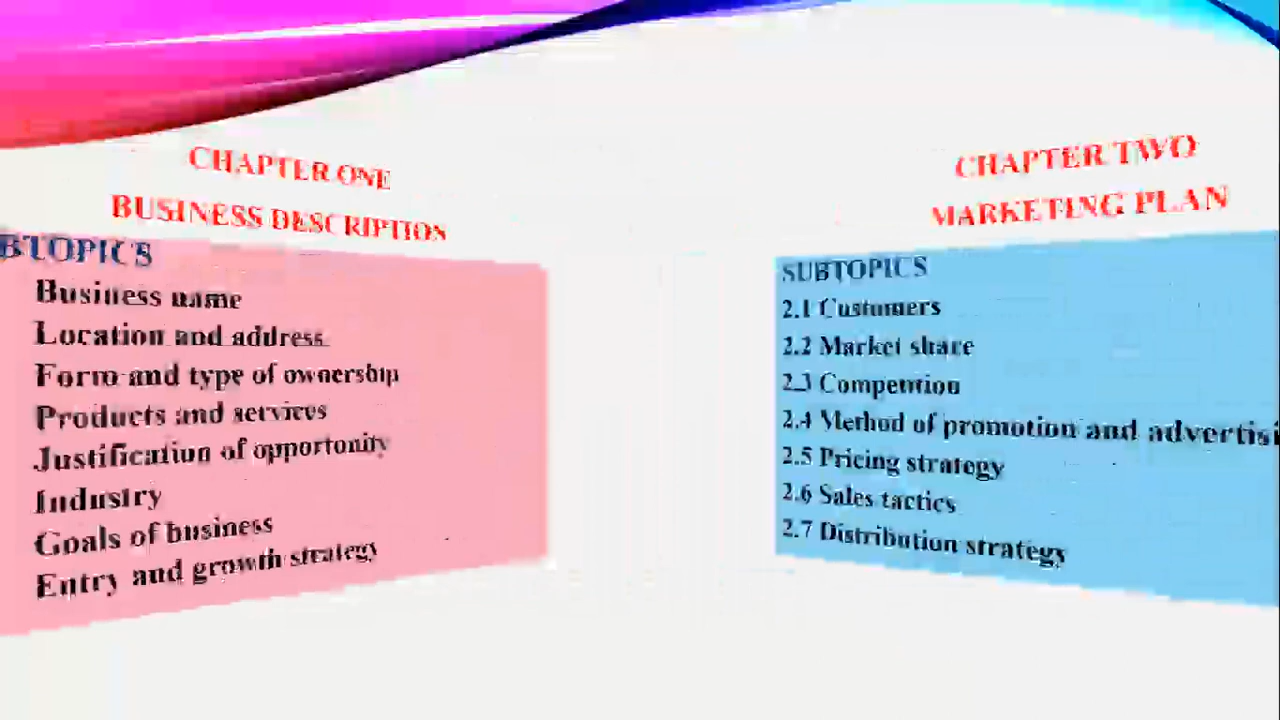 CHAPTER ONE
BUSINESS DESCRIPTION
BTOPICS
Business name
Location and address
Form and type of ownership
Products and services
Justification of opportunity
Industry
Goals of business
Entry and growth strategy
CHAPTER TWO
MARKETING PLAN
SUBTOPICS
2.1 Customers
2.2 Market share
2.3 Competition
2.4 Method of promotion and advertisi
2.5 Pricing strategy
2.6 Sales tactics
2.7 Distribution strategy